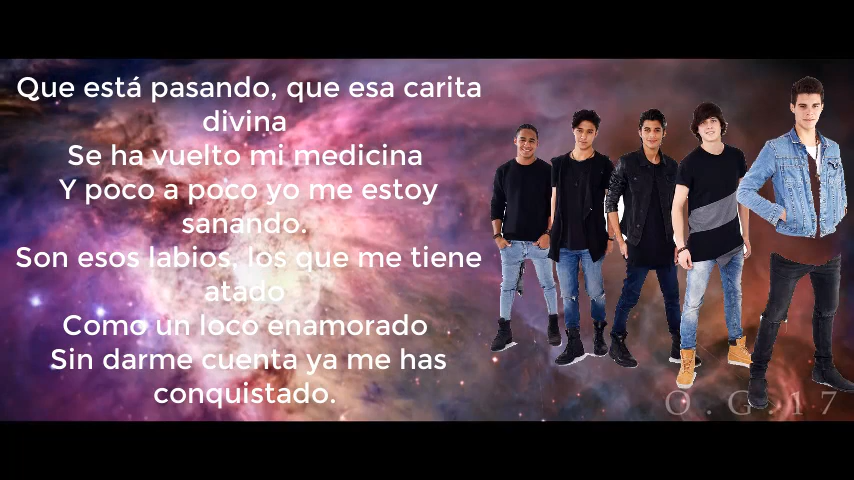 Que está pasando, que esa carita
divina
Se ha vuelto mi medicina
Y poco a poco yo me estoy
sanando.
Son esos labios, los que me tiene
atado
Como un loco enamorado
Sin darme cuenta ya me has
conquistado.
O.G.17